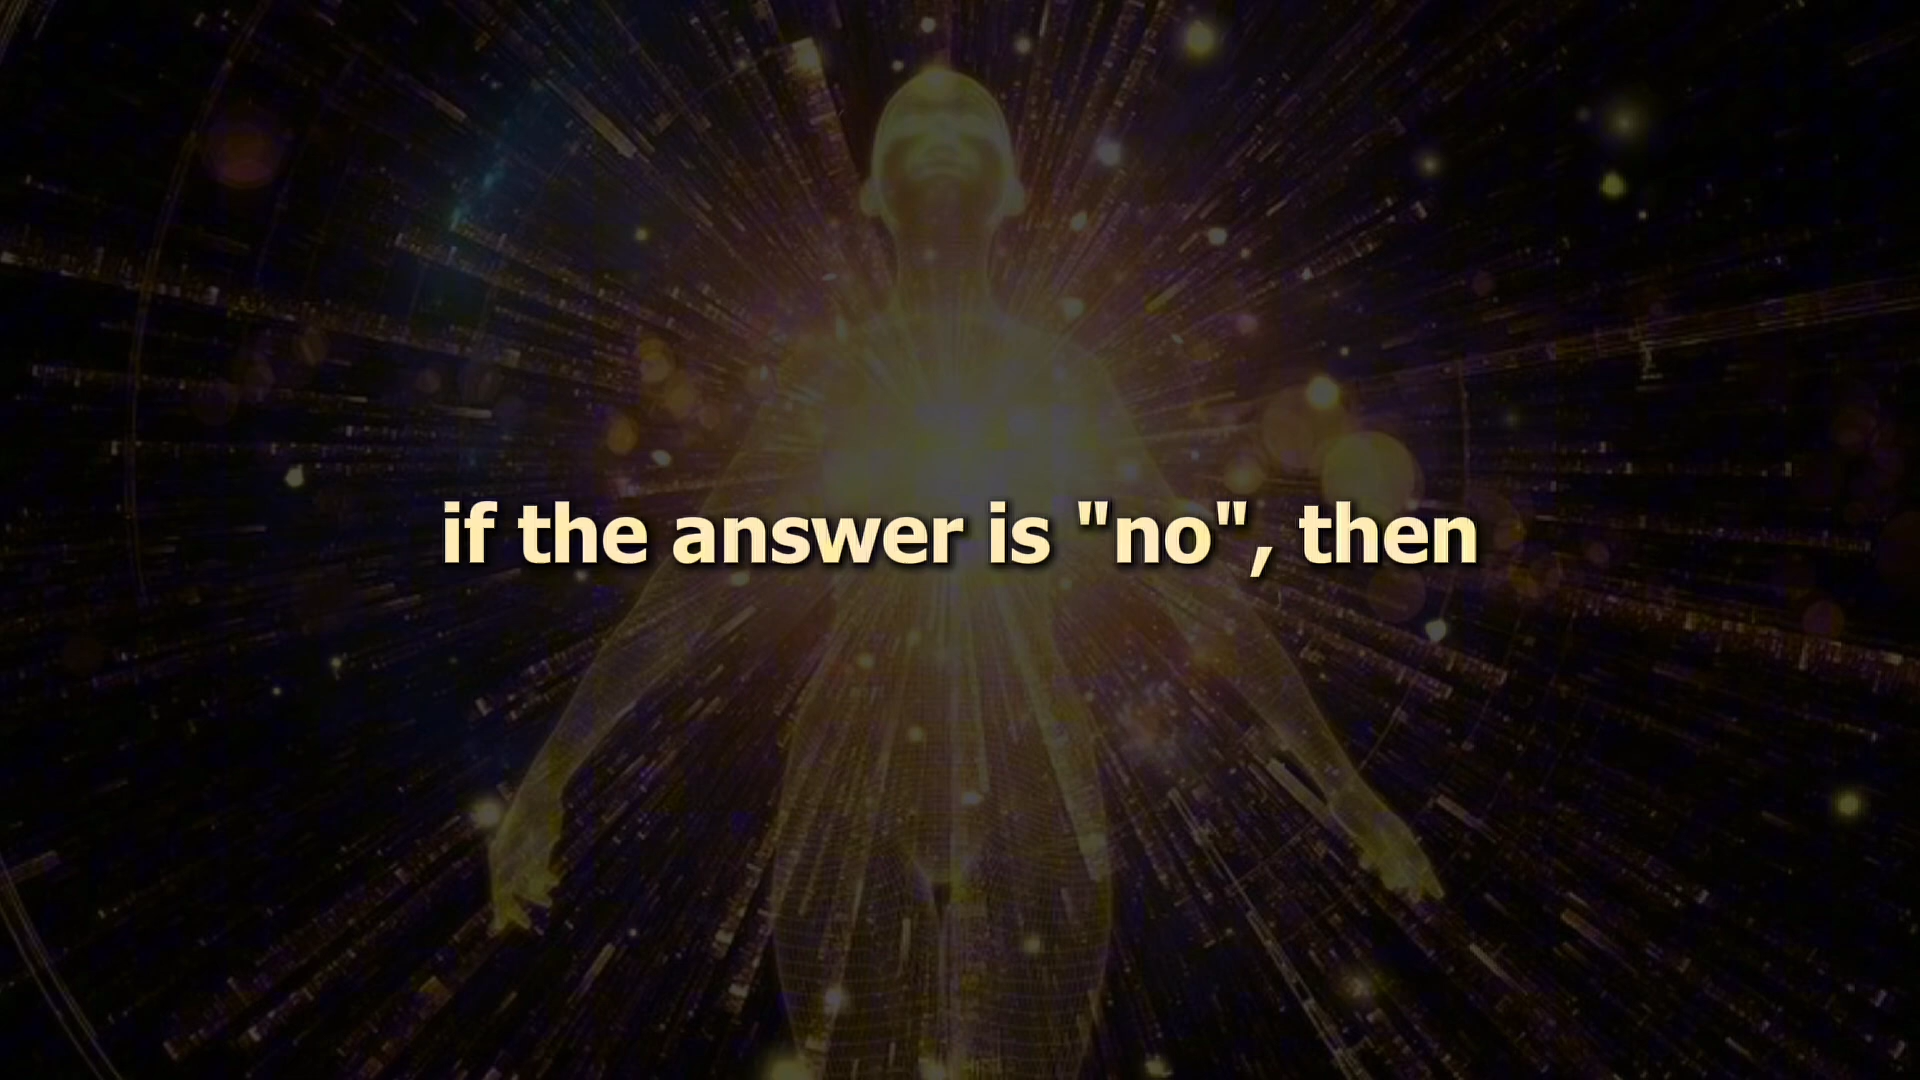 if the answer is "no", then